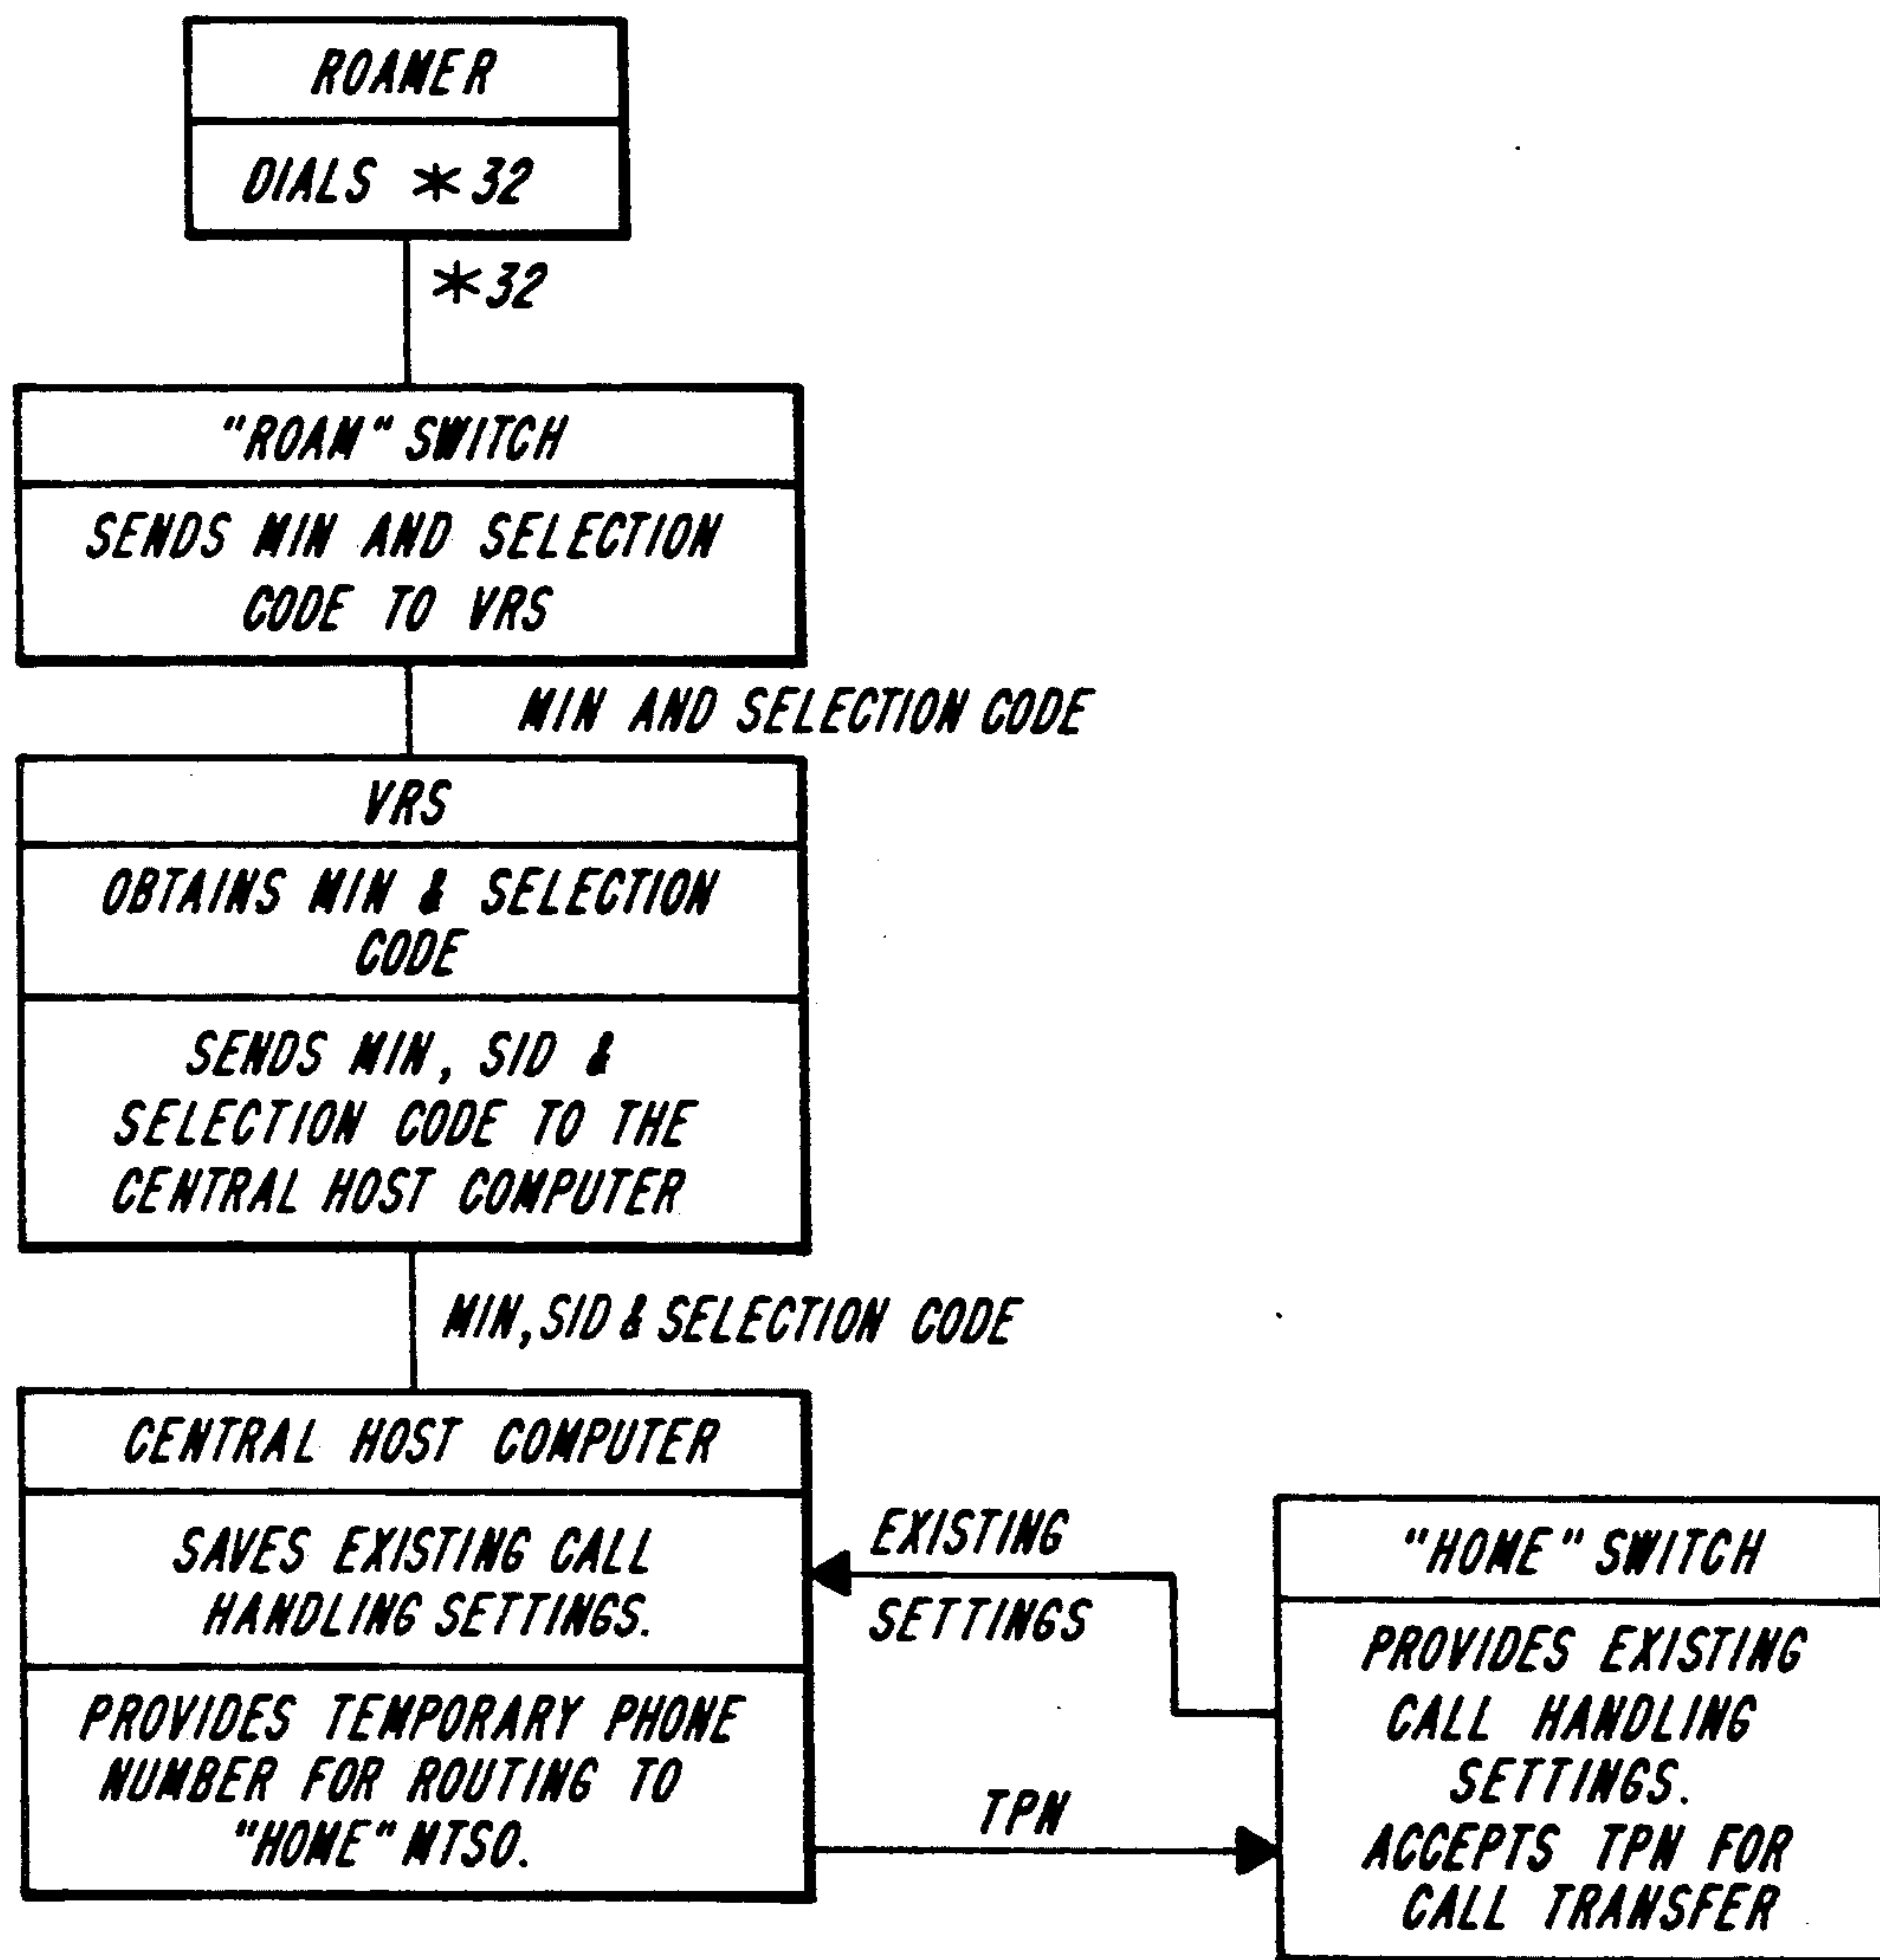 ROAMER
DIALS *32
*32
"ROAM" SWITCH
SENDS MIN AND SELECTION
CODE TO VRS
MIN AND SELECTION CODE
VRS
OBTAINS MIN & SELECTION
CODE
SENDS MIN, SID &
SELECTION CODE TO THE
CENTRAL HOST COMPUTER
MIN, SID & SELECTION CODE
CENTRAL HOST COMPUTER
SAVES EXISTING CALL
HANDLING SETTINGS.
PROVIDES TEMPORARY PHONE
NUMBER FOR ROUTING TO
"HOME" MTSO.
EXISTING
SETTINGS
TPN
"HOME" SWITCH
PROVIDES EXISTING
CALL HANDLING
SETTINGS.
ACCEPTS TPN FOR
CALL TRANSFER